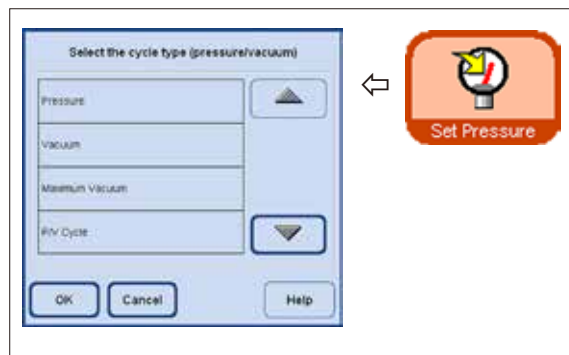 Select the cycle type (pressure/vacuum)
Pressure
Vacuum
Maximum Vacuum
P/V Cycle
OK
Cancel
Help
Set Pressure